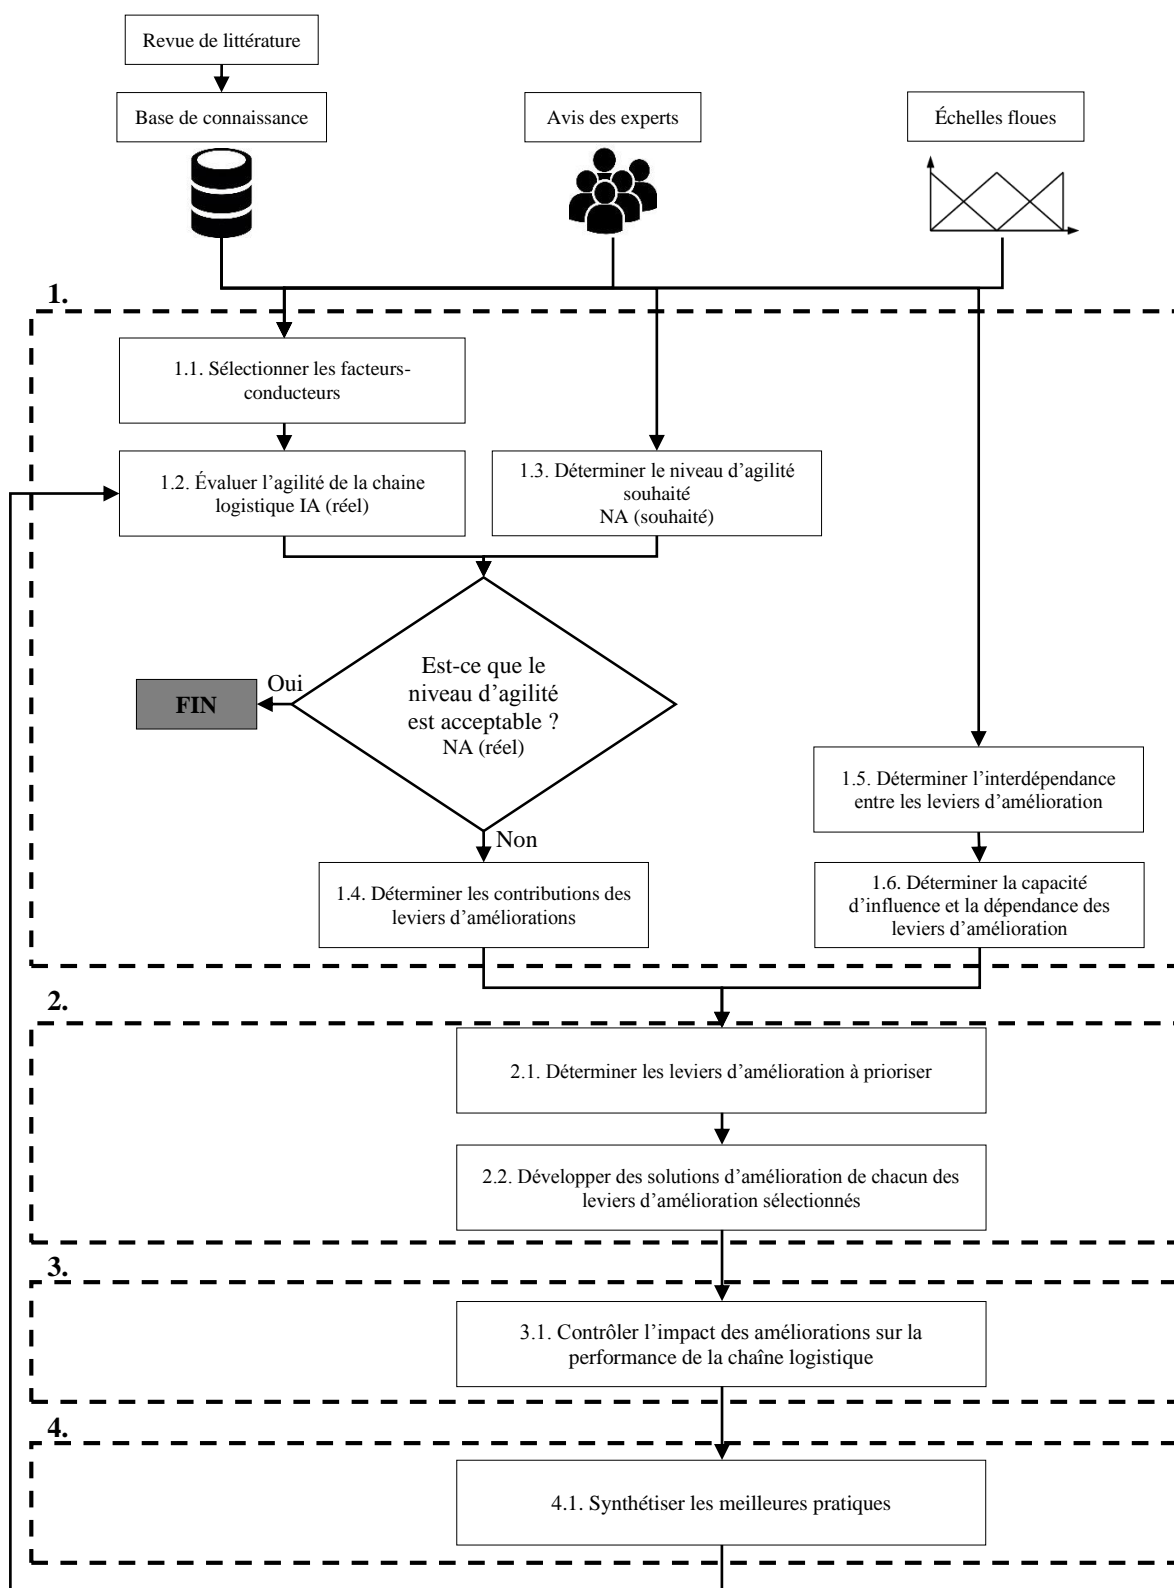 Revue de littérature
Base de connaissance
Avis des experts
Échelles floues
1.
1.1. Sélectionner les facteurs-
conducteurs
1.2. Évaluer l’agilité de la chaine
logistique IA (réel)
1.3. Déterminer le niveau d’agilité
souhaité
NA (souhaité)
Est-ce que le
niveau d’agilité
est acceptable ?
NA (réel)
Oui
FIN
Non
1.4. Déterminer les contributions des
leviers d’améliorations
1.5. Déterminer l’interdépendance
entre les leviers d’amélioration
1.6. Déterminer la capacité
d’influence et la dépendance des
leviers d’amélioration
2.
2.1. Déterminer les leviers d’amélioration à prioriser
2.2. Développer des solutions d’amélioration de chacun des
leviers d’amélioration sélectionnés
3.
3.1. Contrôler l’impact des améliorations sur la
performance de la chaîne logistique
4.
4.1. Synthétiser les meilleures pratiques